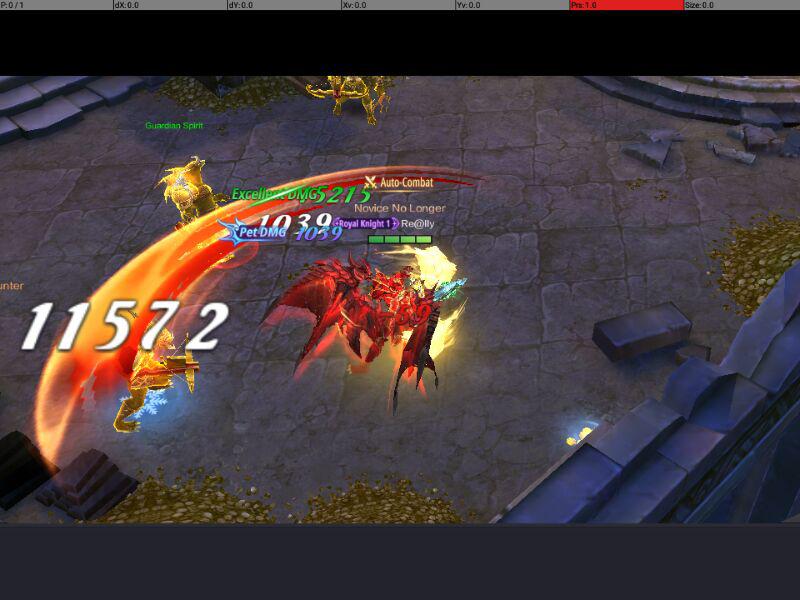 P: 0 / 1 dX: 0.0 dY: 0.0 Xv: 0.0 Yv: 0.0 Prs: 1.0 Size: 0.0
Guardian Spirit
Auto-Combat
Excellent DMG 5215
Novice No Longer
1039
Royal Knight 1 Re@lly
Pet DMG 1039
unter
11572